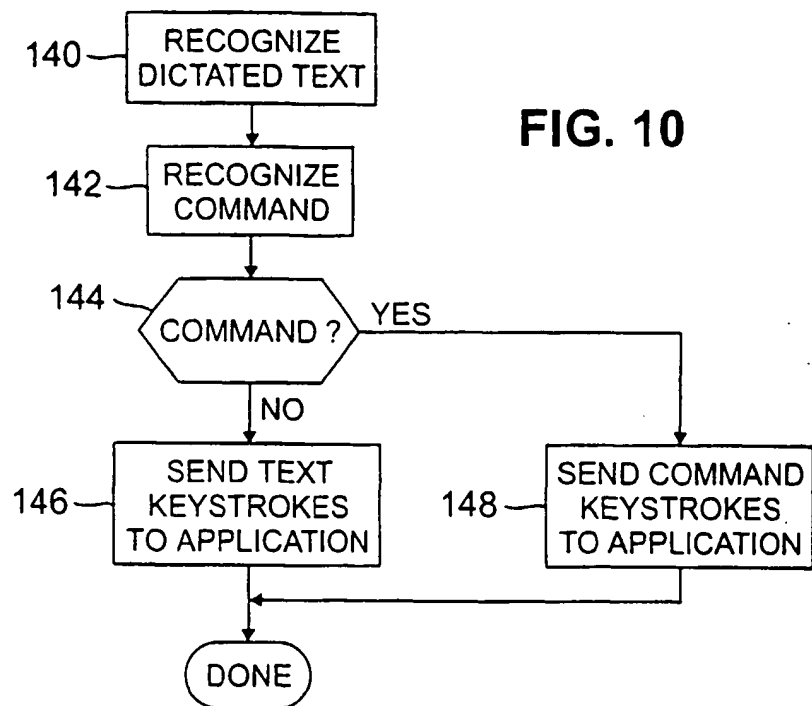 140
RECOGNIZE
DICTATED TEXT
FIG. 10
142
RECOGNIZE
COMMAND
144
COMMAND ?
YES
NO
146
SEND TEXT
KEYSTROKES
TO APPLICATION
148
SEND COMMAND
KEYSTROKES
TO APPLICATION
DONE